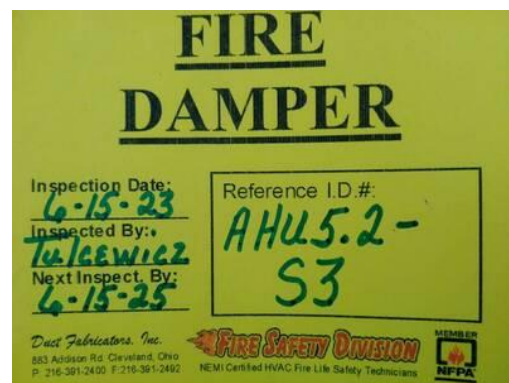 FIRE
DAMPER
Inspection Date:
6-15-23
Inspected By:
Tulcewicz
Next Inspect. By:
6-15-25
Reference I.D.#:
AHU5.2-
S3
Duct Fabricators, Inc.
883 Addison Rd. Cleveland, Ohio
P: 216-391-2400 F:216-391-2492
FIRE SAFETY DIVISION
NEMI Certified HVAC Fire Life Safety Technicians
MEMBER
NFPA